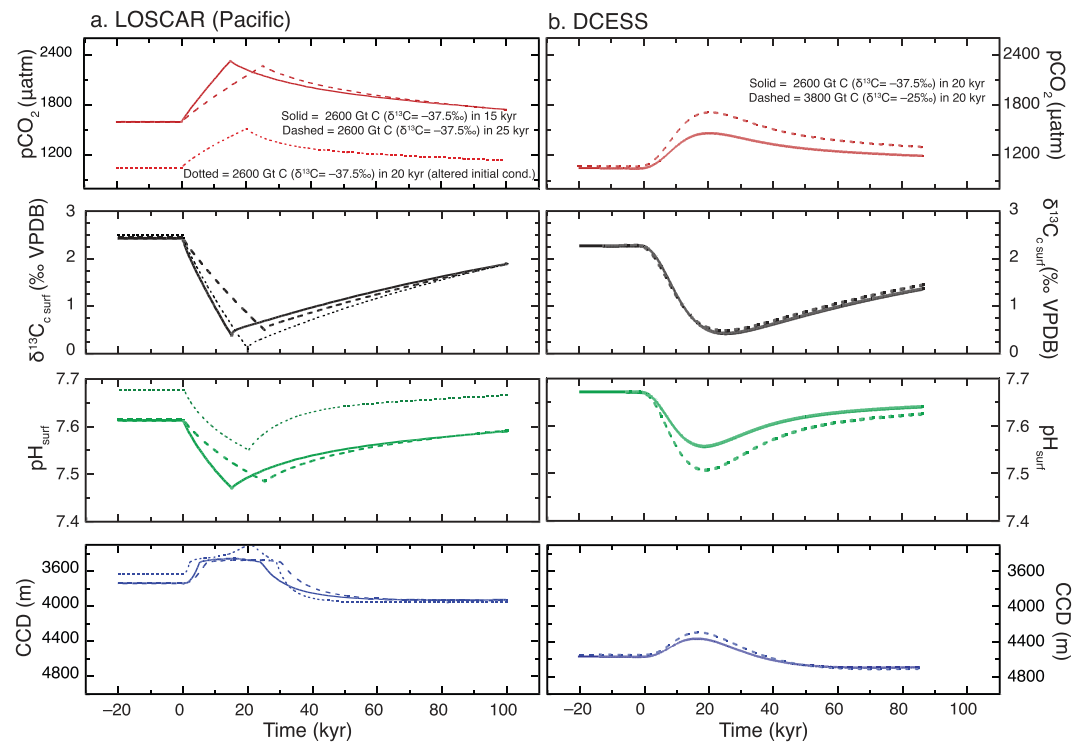 a. LOSCAR (Pacific)
b. DCESS
2400
1800
1200
pCO₂ (μatm)
Solid = 2600 Gt C (δ¹³C= –37.5‰) in 15 kyr
Dashed = 2600 Gt C (δ¹³C= –37.5‰) in 25 kyr
Dotted = 2600 Gt C (δ¹³C= –37.5‰) in 20 kyr (altered initial cond.)
Solid = 2600 Gt C (δ¹³C= –37.5‰) in 20 kyr
Dashed = 3800 Gt C (δ¹³C= –25‰) in 20 kyr
2400
1800
1200
pCO₂ (μatm)
3
2
1
0
δ¹³C c surf (‰ VPDB)
3
2
1
0
δ¹³C c surf (‰ VPDB)
7.7
7.6
7.5
7.4
pH surf
7.7
7.6
7.5
7.4
pH surf
3600
4000
4400
4800
CCD (m)
3600
4000
4400
4800
CCD (m)
–20 0 20 40 60 80 100
Time (kyr)
–20 0 20 40 60 80 100
Time (kyr)